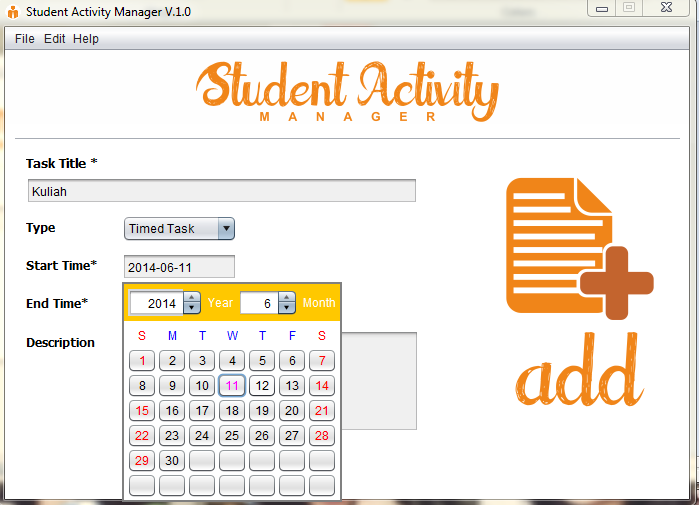 Student Activity Manager V.1.0
File Edit Help
Student Activity
MANAGER
Task Title *
Kuliah
Type Timed Task
Start Time* 2014-06-11
End Time*
2014 Year 6 Month
Description
S M T W T F S
1 2 3 4 5 6 7
8 9 10 11 12 13 14
15 16 17 18 19 20 21
22 23 24 25 26 27 28
29 30
add